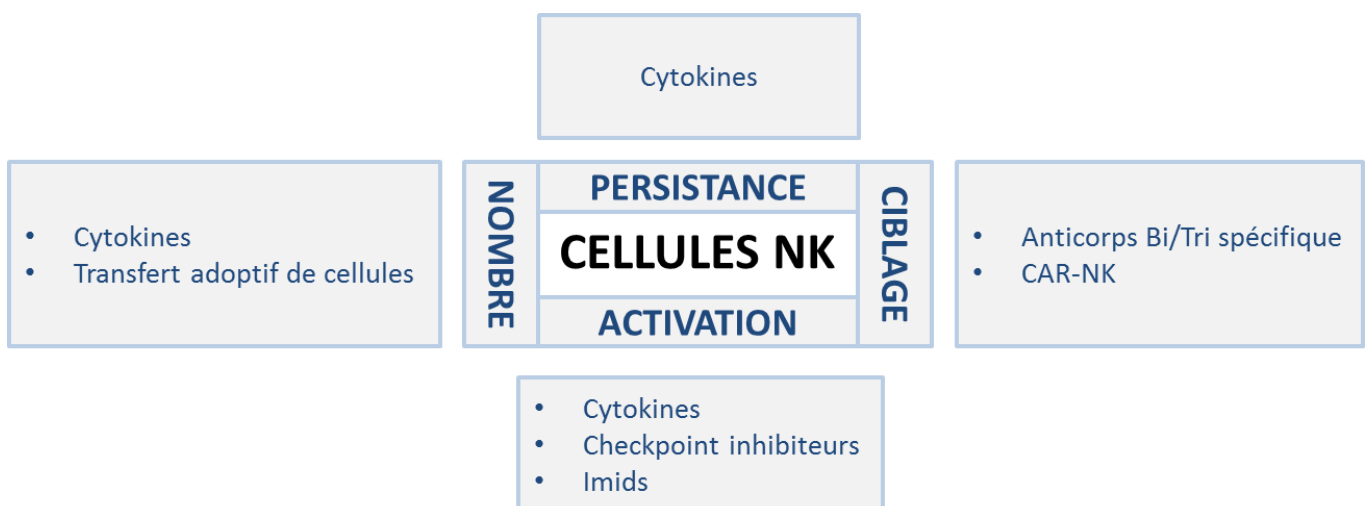 Cytokines
NOMBRE
PERSISTANCE
CIBLAGE
CELLULES NK
ACTIVATION
• Cytokines
• Transfert adoptif de cellules
• Anticorps Bi/Tri spécifique
• CAR-NK
• Cytokines
• Checkpoint inhibiteurs
• Imids